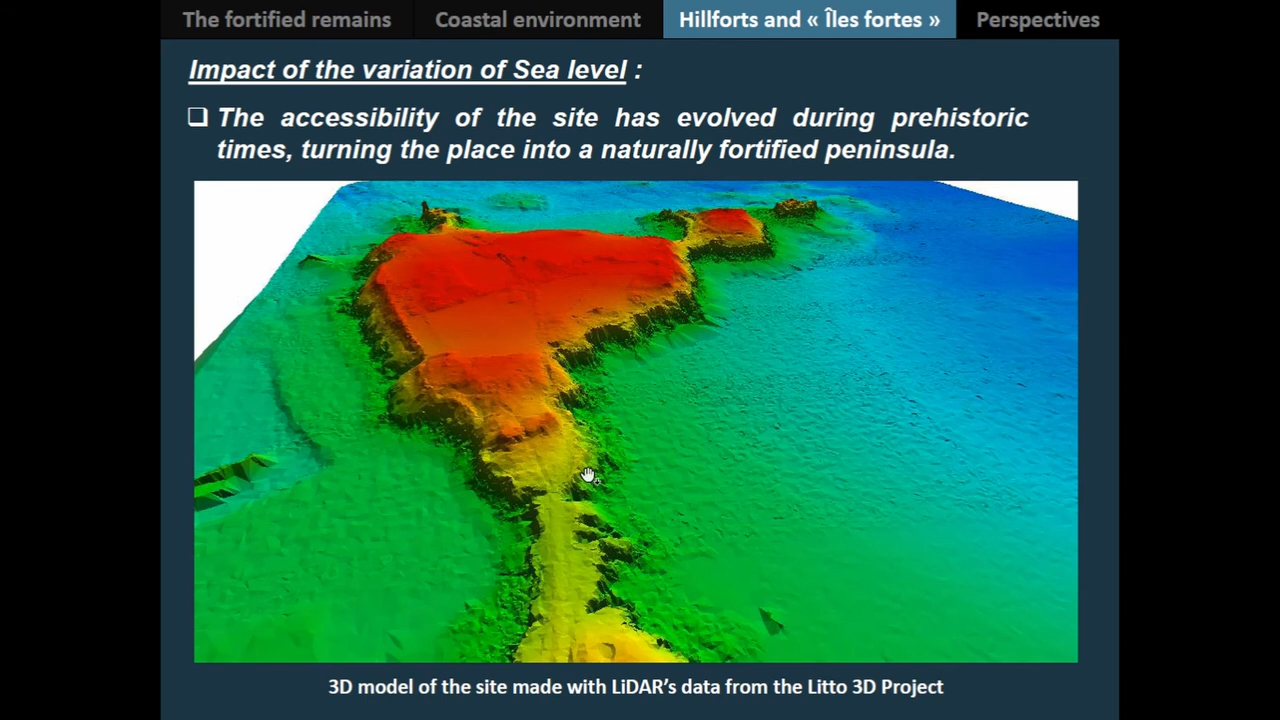 The fortified remains
Coastal environment
Hillforts and « Îles fortes »
Perspectives
Impact of the variation of Sea level :
❑ The accessibility of the site has evolved during prehistoric
times, turning the place into a naturally fortified peninsula.
3D model of the site made with LiDAR’s data from the Litto 3D Project